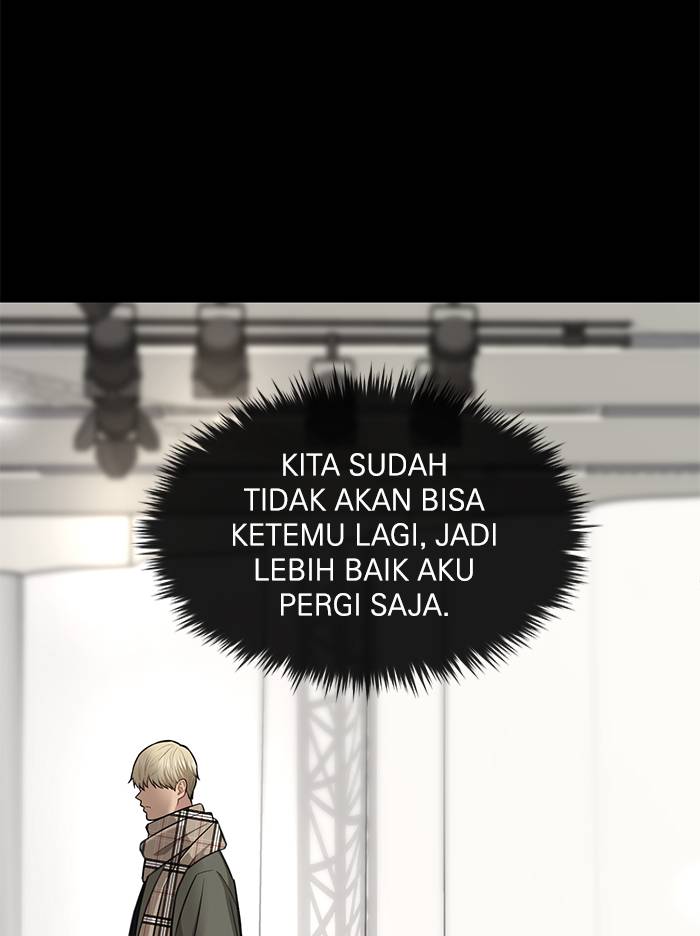 KITA SUDAH
TIDAK AKAN BISA
KETEMU LAGI, JADI
LEBIH BAIK AKU
PERGI SAJA.